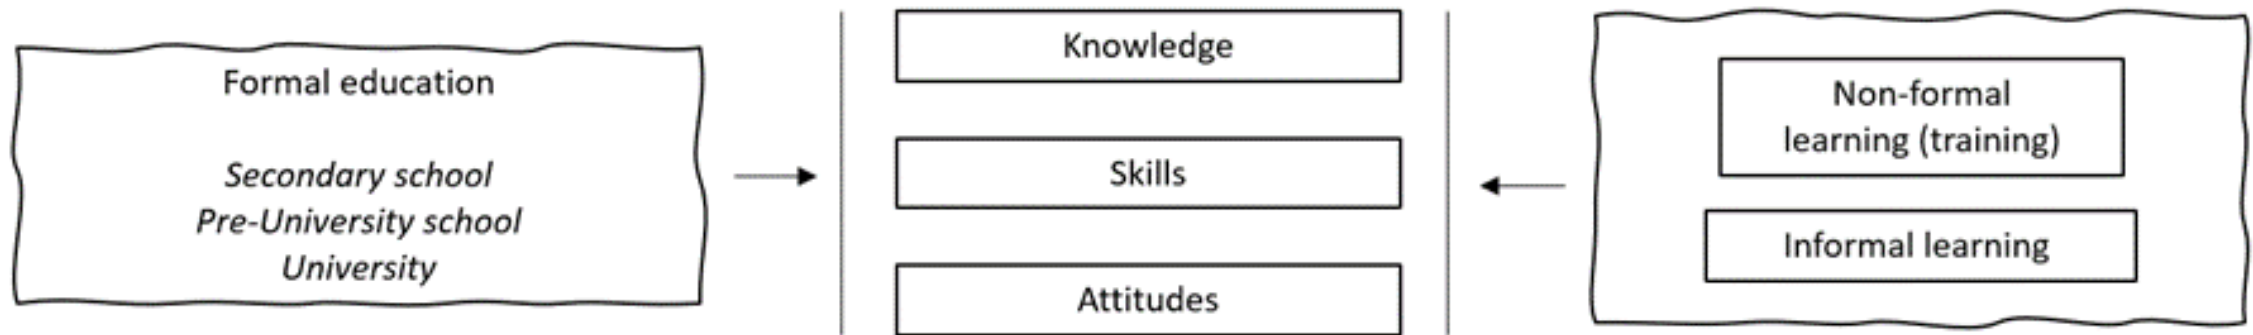 Formal education
Secondary school
Pre-University school
University
Knowledge
Skills
Attitudes
Non-formal
learning (training)
Informal learning